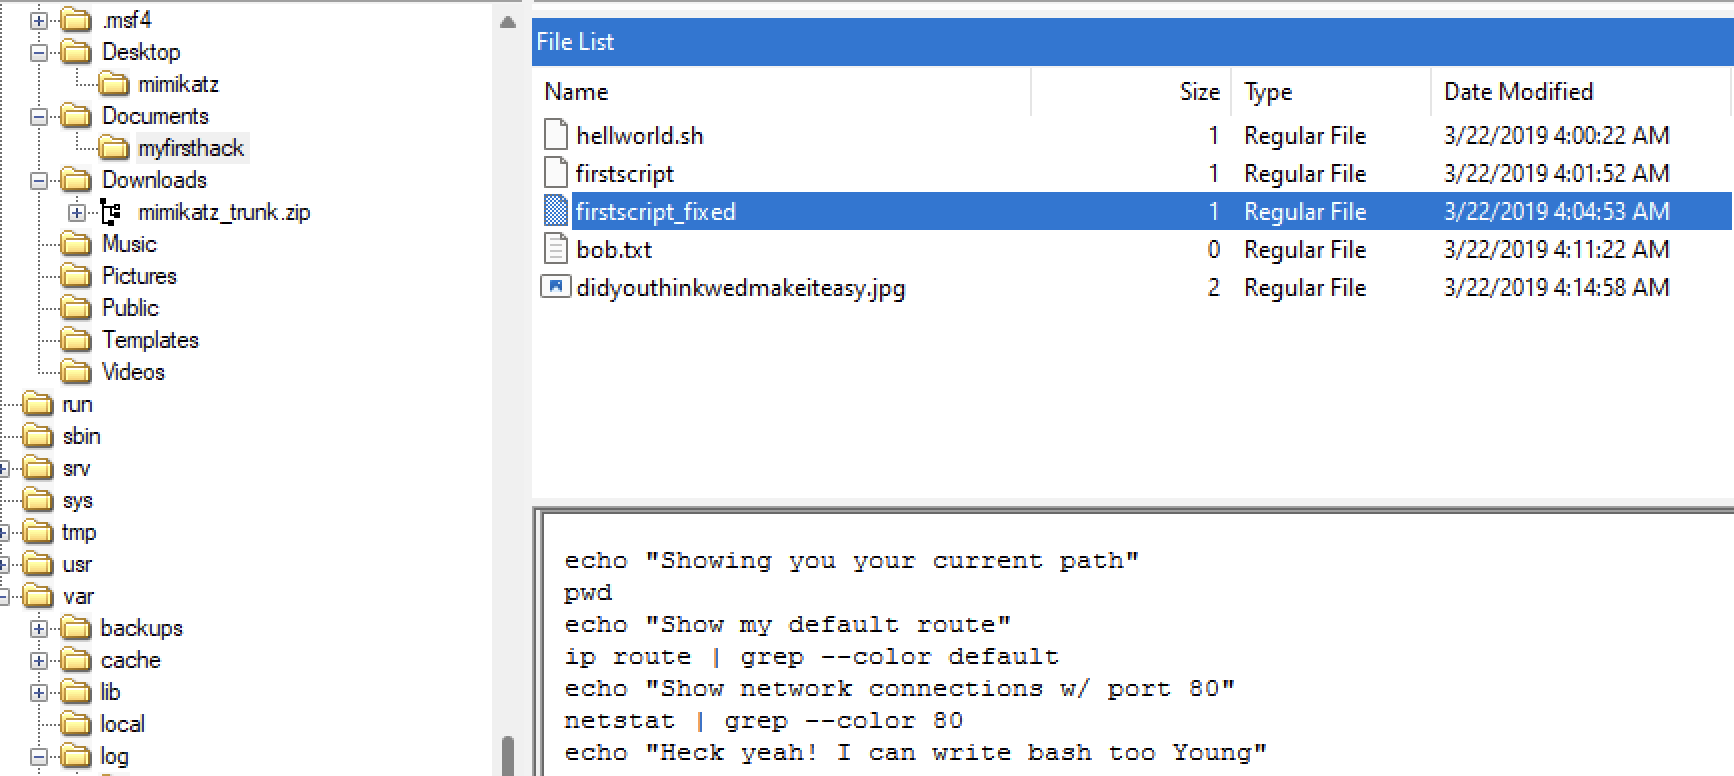 .msf4
Desktop
mimikatz
Documents
myfirsthack
Downloads
mimikatz_trunk.zip
Music
Pictures
Public
Templates
Videos
run
sbin
srv
sys
tmp
usr
var
backups
cache
lib
local
log
File List
Name Size Type Date Modified
hellworld.sh 1 Regular File 3/22/2019 4:00:22 AM
firstscript 1 Regular File 3/22/2019 4:01:52 AM
firstscript_fixed 1 Regular File 3/22/2019 4:04:53 AM
bob.txt 0 Regular File 3/22/2019 4:11:22 AM
didyouthinkwedmakeiteasy.jpg 2 Regular File 3/22/2019 4:14:58 AM
echo "Showing you your current path"
pwd
echo "Show my default route"
ip route | grep --color default
echo "Show network connections w/ port 80"
netstat | grep --color 80
echo "Heck yeah! I can write bash too Young"